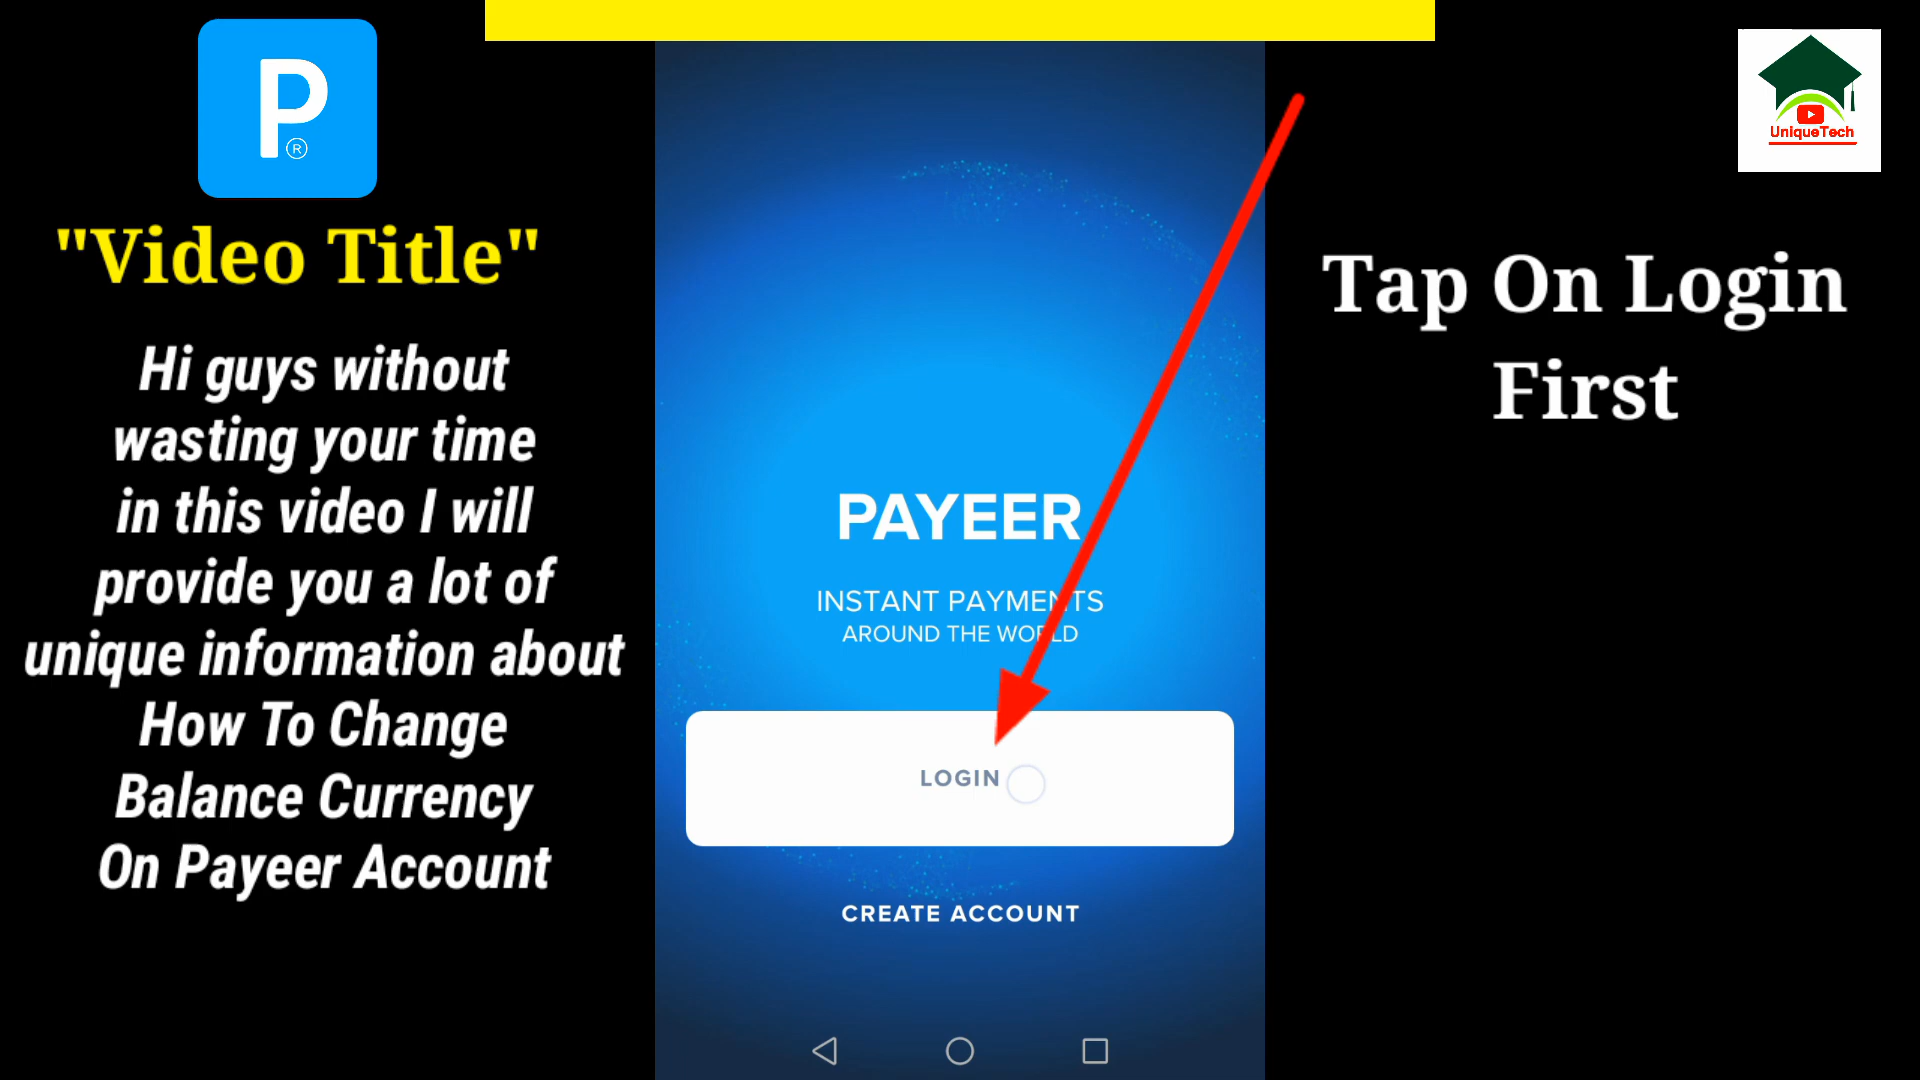 P
®
"Video Title"
Hi guys without
wasting your time
in this video I will
provide you a lot of
unique information about
How To Change
Balance Currency
On Payeer Account
PAYEER
INSTANT PAYMENTS
AROUND THE WORLD
LOGIN
CREATE ACCOUNT
UniqueTech
Tap On Login
First